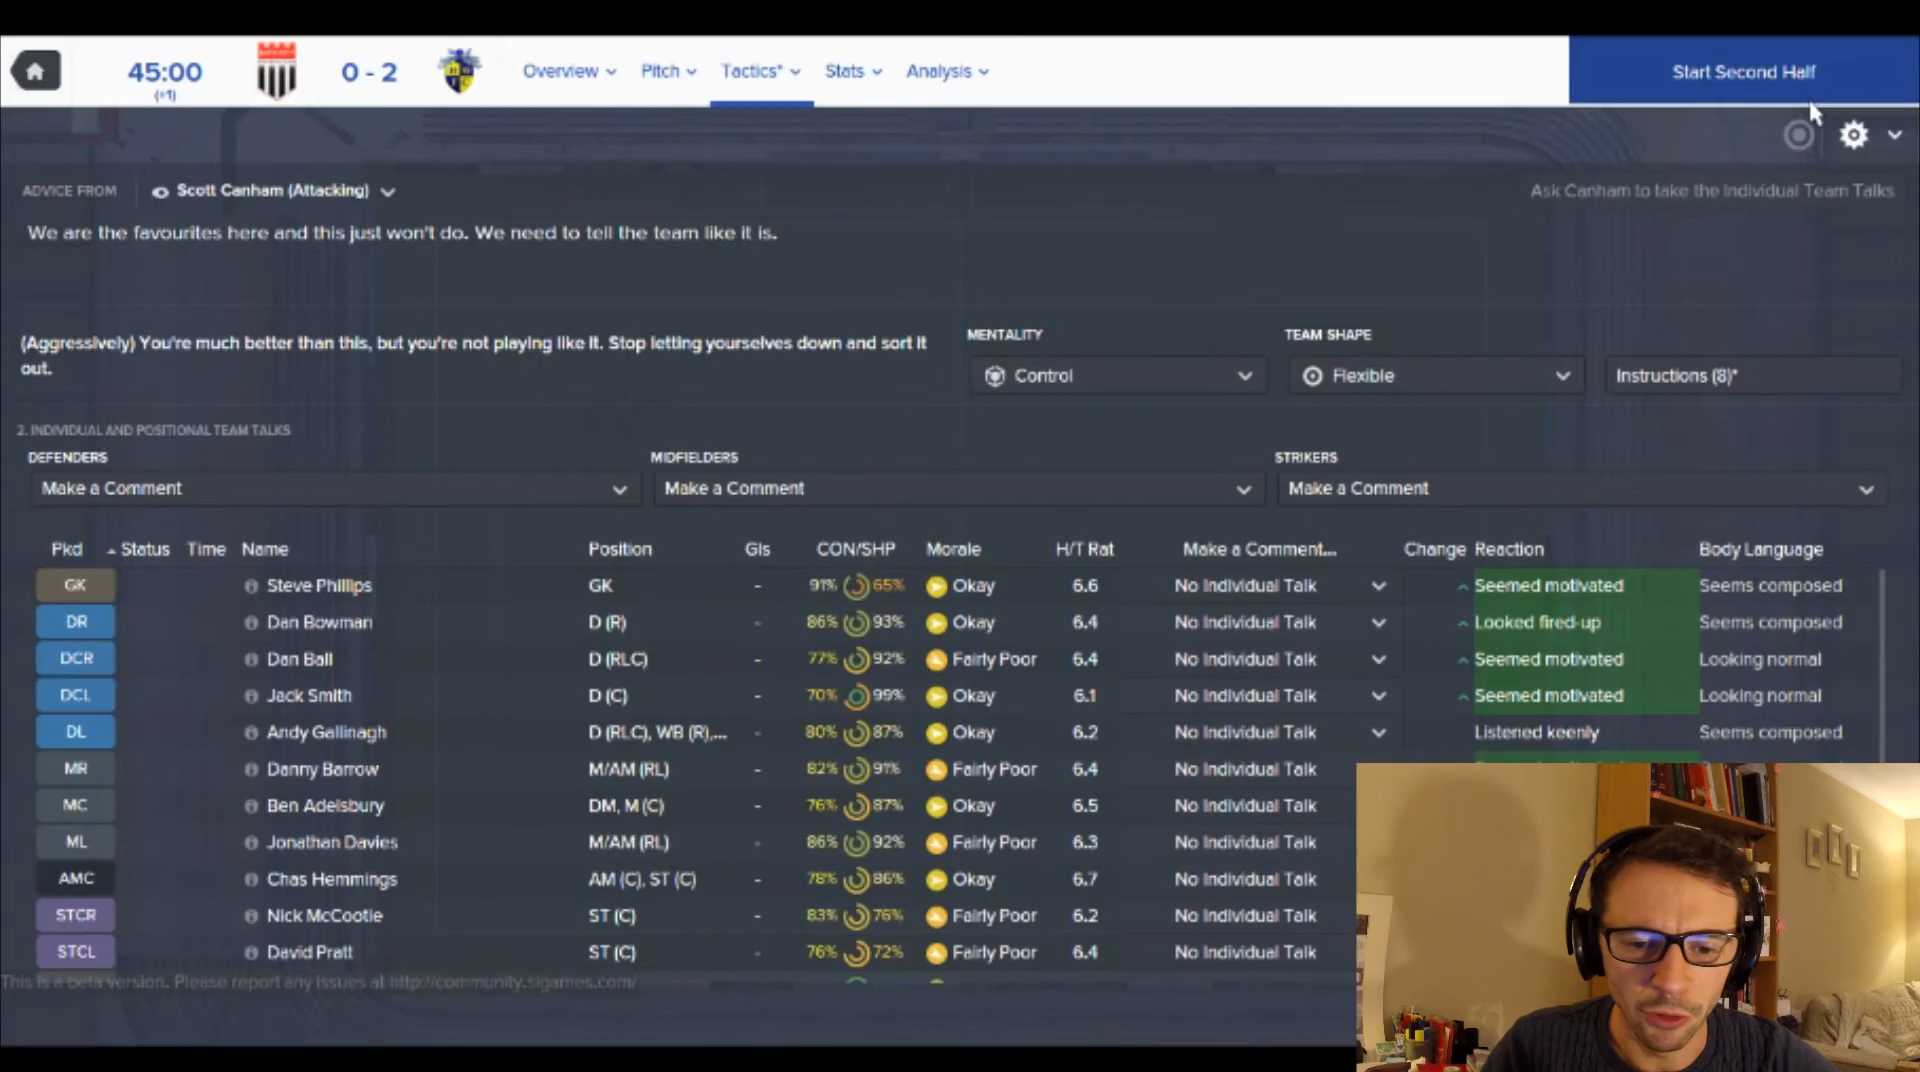 45:00
(+1)
0 - 2
Overview
Pitch
Tactics*
Stats
Analysis
Start Second Half
ADVICE FROM
Scott Canham (Attacking)
Ask Canham to take the Individual Team Talks
We are the favourites here and this just won't do. We need to tell the team like it is.
(Aggressively) You're much better than this, but you're not playing like it. Stop letting yourselves down and sort it
out.
MENTALITY
TEAM SHAPE
Control
Flexible
Instructions (8)*
2. INDIVIDUAL AND POSITIONAL TEAM TALKS
DEFENDERS
MIDFIELDERS
STRIKERS
Make a Comment
Make a Comment
Make a Comment
Pkd Status Time Name Position Gls CON/SHP Morale H/T Rat Make a Comment... Change Reaction Body Language
GK Steve Phillips GK - 91% 65% Okay 6.6 No Individual Talk Seemed motivated Seems composed
DR Dan Bowman D (R) - 86% 93% Okay 6.4 No Individual Talk Looked fired-up Seems composed
DCR Dan Ball D (RLC) - 77% 92% Fairly Poor 6.4 No Individual Talk Seemed motivated Looking normal
DCL Jack Smith D (C) - 70% 99% Okay 6.1 No Individual Talk Seemed motivated Looking normal
DL Andy Gallinagh D (RLC), WB (R),... - 80% 87% Okay 6.2 No Individual Talk Listened keenly Seems composed
MR Danny Barrow M/AM (RL) - 82% 91% Fairly Poor 6.4 No Individual Talk
MC Ben Adelsbury DM, M (C) - 76% 87% Okay 6.5 No Individual Talk
ML Jonathan Davies M/AM (RL) - 86% 92% Fairly Poor 6.3 No Individual Talk
AMC Chas Hemmings AM (C), ST (C) - 78% 86% Okay 6.7 No Individual Talk
STCR Nick McCootie ST (C) - 83% 76% Fairly Poor 6.2 No Individual Talk
STCL David Pratt ST (C) - 76% 72% Fairly Poor 6.4 No Individual Talk
This is a beta version. Please report any issues at http://community.sigames.com/